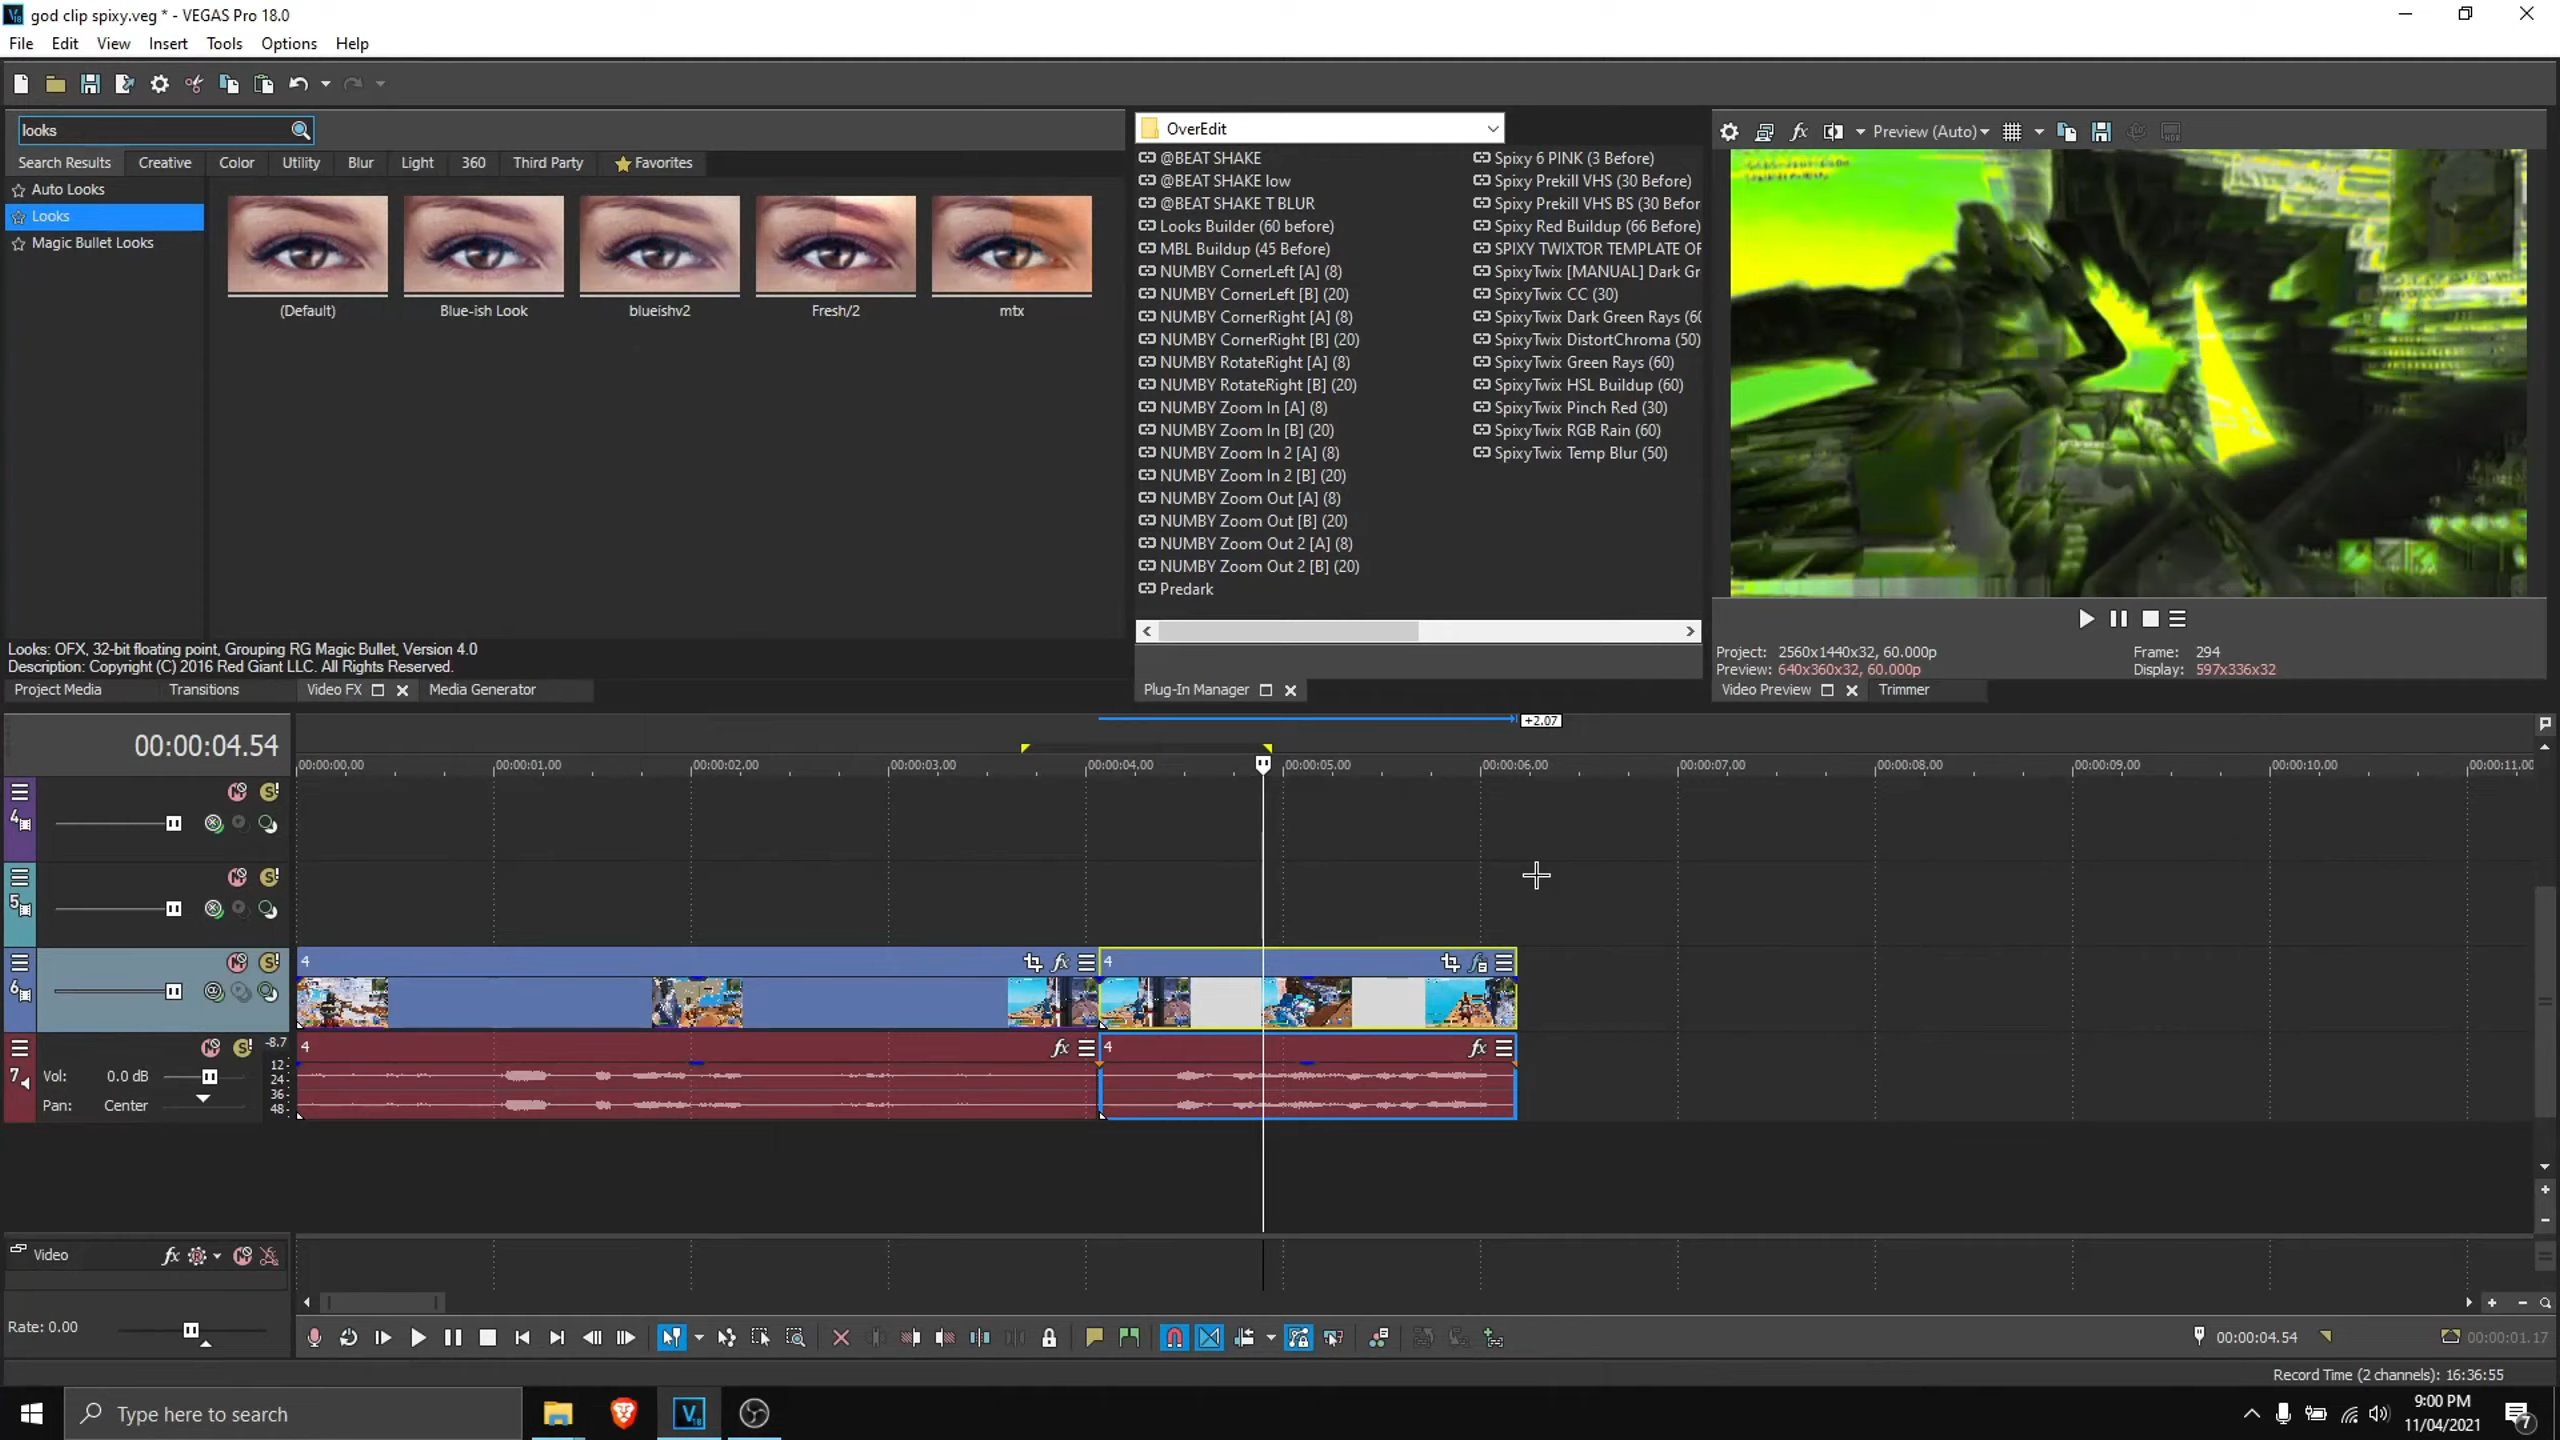 god clip spixy.veg * - VEGAS Pro 18.0
File Edit View Insert Tools Options Help
looks
Search Results Creative Color Utility Blur Light 360 Third Party Favorites
Auto Looks
Looks
Magic Bullet Looks
(Default) Blue-ish Look blueishv2 Fresh/2 mtx
Looks: OFX, 32-bit floating point, Grouping RG Magic Bullet, Version 4.0
Description: Copyright (C) 2016 Red Giant LLC. All Rights Reserved.
Project Media Transitions Video FX Media Generator
OverEdit
@BEAT SHAKE
@BEAT SHAKE low
@BEAT SHAKE T BLUR
Looks Builder (60 before)
MBL Buildup (45 Before)
NUMBY CornerLeft [A] (8)
NUMBY CornerLeft [B] (20)
NUMBY CornerRight [A] (8)
NUMBY CornerRight [B] (20)
NUMBY RotateRight [A] (8)
NUMBY RotateRight [B] (20)
NUMBY Zoom In [A] (8)
NUMBY Zoom In [B] (20)
NUMBY Zoom In 2 [A] (8)
NUMBY Zoom In 2 [B] (20)
NUMBY Zoom Out [A] (8)
NUMBY Zoom Out [B] (20)
NUMBY Zoom Out 2 [A] (8)
NUMBY Zoom Out 2 [B] (20)
Predark
Spixy 6 PINK (3 Before)
Spixy Prekill VHS (30 Before)
Spixy Prekill VHS BS (30 Befor
Spixy Red Buildup (66 Before)
SPIXY TWIXTOR TEMPLATE OF
SpixyTwix [MANUAL] Dark Gr
SpixyTwix CC (30)
SpixyTwix Dark Green Rays (60
SpixyTwix DistortChroma (50)
SpixyTwix Green Rays (60)
SpixyTwix HSL Buildup (60)
SpixyTwix Pinch Red (30)
SpixyTwix RGB Rain (60)
SpixyTwix Temp Blur (50)
Plug-In Manager
Preview (Auto)
Project: 2560x1440x32, 60.000p Frame: 294
Preview: 640x360x32, 60.000p Display: 597x336x32
Video Preview Trimmer
+2.07
00:00:04.54
00:00:00.00 00:00:01.00 00:00:02.00 00:00:03.00 00:00:04.00 00:00:05.00 00:00:06.00 00:00:07.00 00:00:08.00 00:00:09.00 00:00:10.00 00:00:11.00
4
5
6
4 fx 4
7
-8.7
12
24
36
48
Vol: 0.0 dB
Pan: Center
4 fx 4 fx
Video fx
Rate: 0.00
00:00:04.54 00:00:01.17
Record Time (2 channels): 16:36:55
Type here to search
9:00 PM
11/04/2021
7